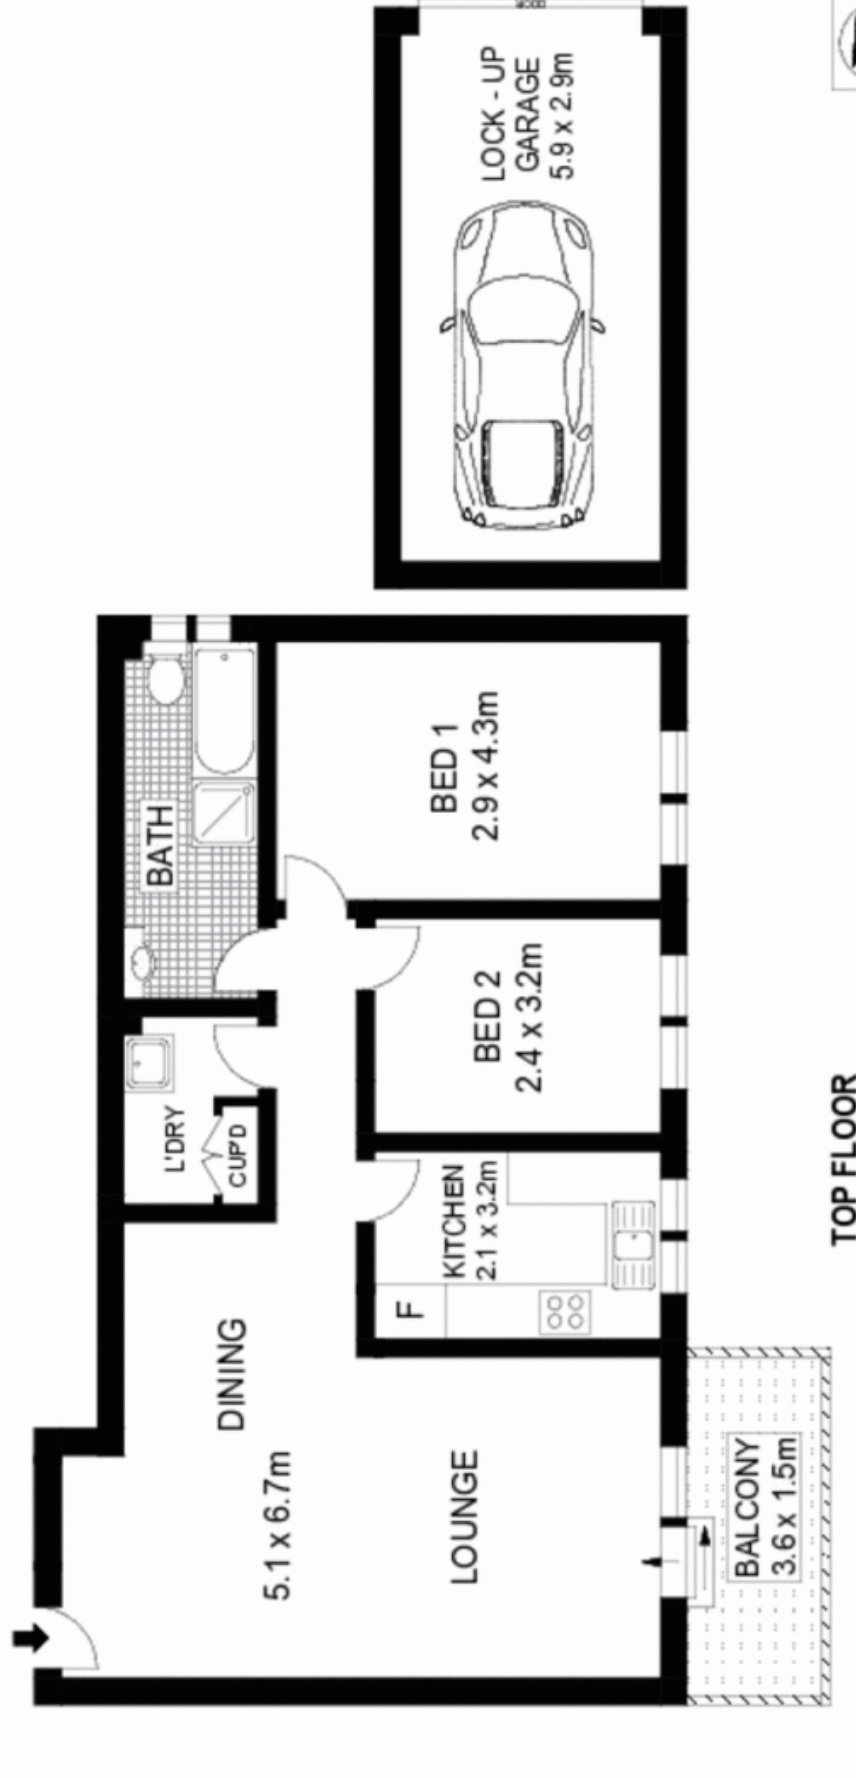 LOCK - UP
GARAGE
5.9 x 2.9m
BATH
BED 1
2.9 x 4.3m
BED 2
2.4 x 3.2m
L'DRY
CUP'D
KITCHEN
2.1 x 3.2m
F
DINING
5.1 x 6.7m
LOUNGE
BALCONY
3.6 x 1.5m
TOP FLOOR